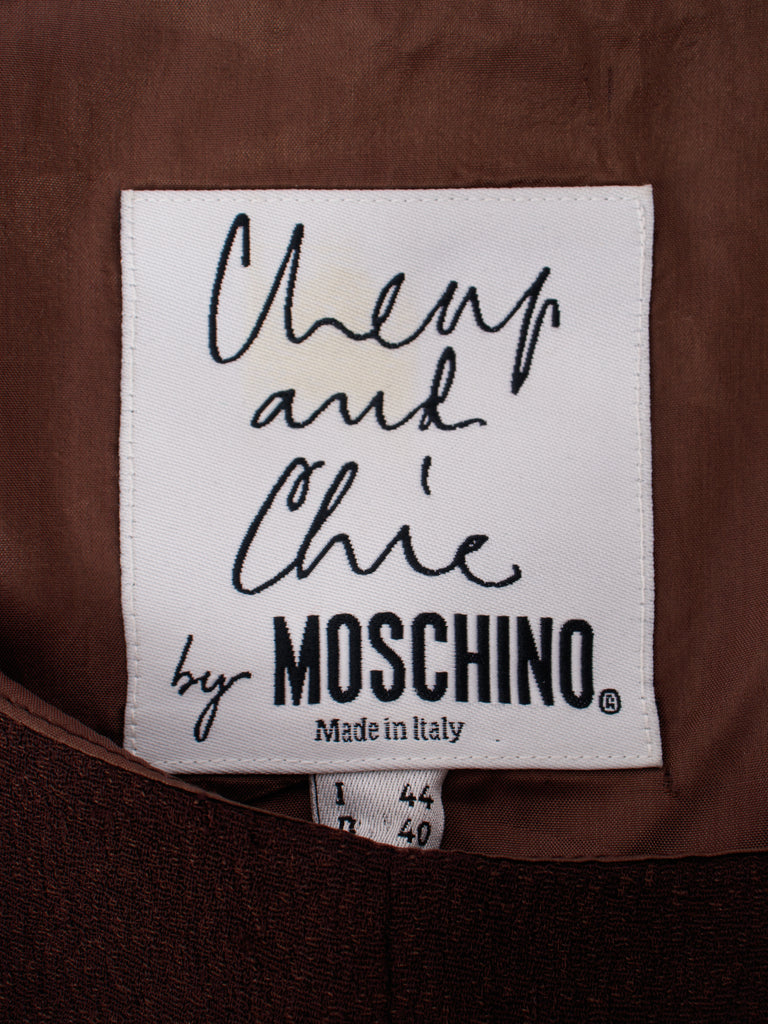 Cheap
and
Chic
by MOSCHINO
Made in Italy
I 44
40